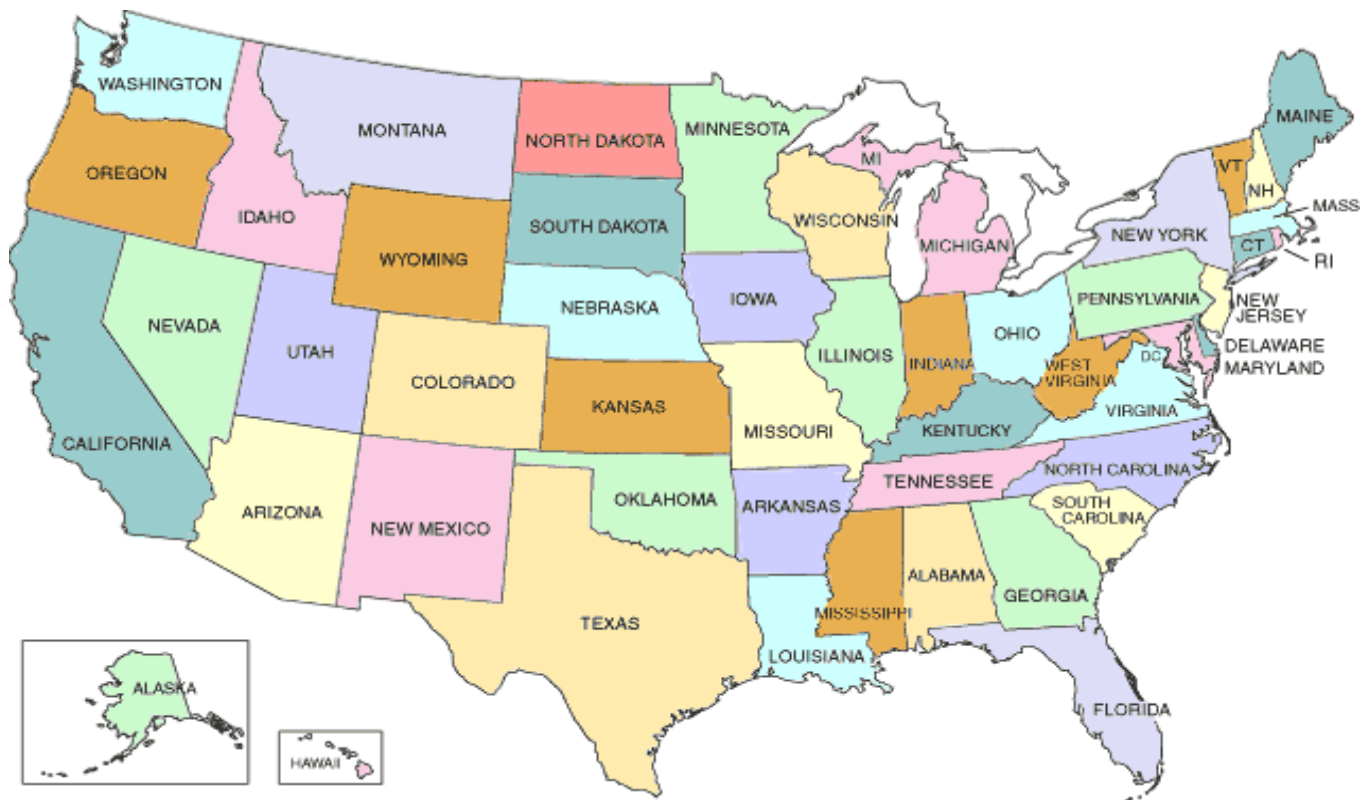 WASHINGTON
MONTANA
NORTH DAKOTA
MINNESOTA
MAINE
OREGON
IDAHO
WYOMING
SOUTH DAKOTA
WISCONSIN
MI
MICHIGAN
NEW YORK
VT
NH
MASS
CT
RI
NEVADA
UTAH
COLORADO
NEBRASKA
IOWA
ILLINOIS
INDIANA
OHIO
PENNSYLVANIA
NEW
JERSEY
DELAWARE
MARYLAND
DC
WEST
VIRGINIA
VIRGINIA
CALIFORNIA
KANSAS
MISSOURI
KENTUCKY
ARIZONA
NEW MEXICO
OKLAHOMA
ARKANSAS
TENNESSEE
NORTH CAROLINA
SOUTH
CAROLINA
TEXAS
LOUISIANA
MISSISSIPPI
ALABAMA
GEORGIA
FLORIDA
ALASKA
HAWAII